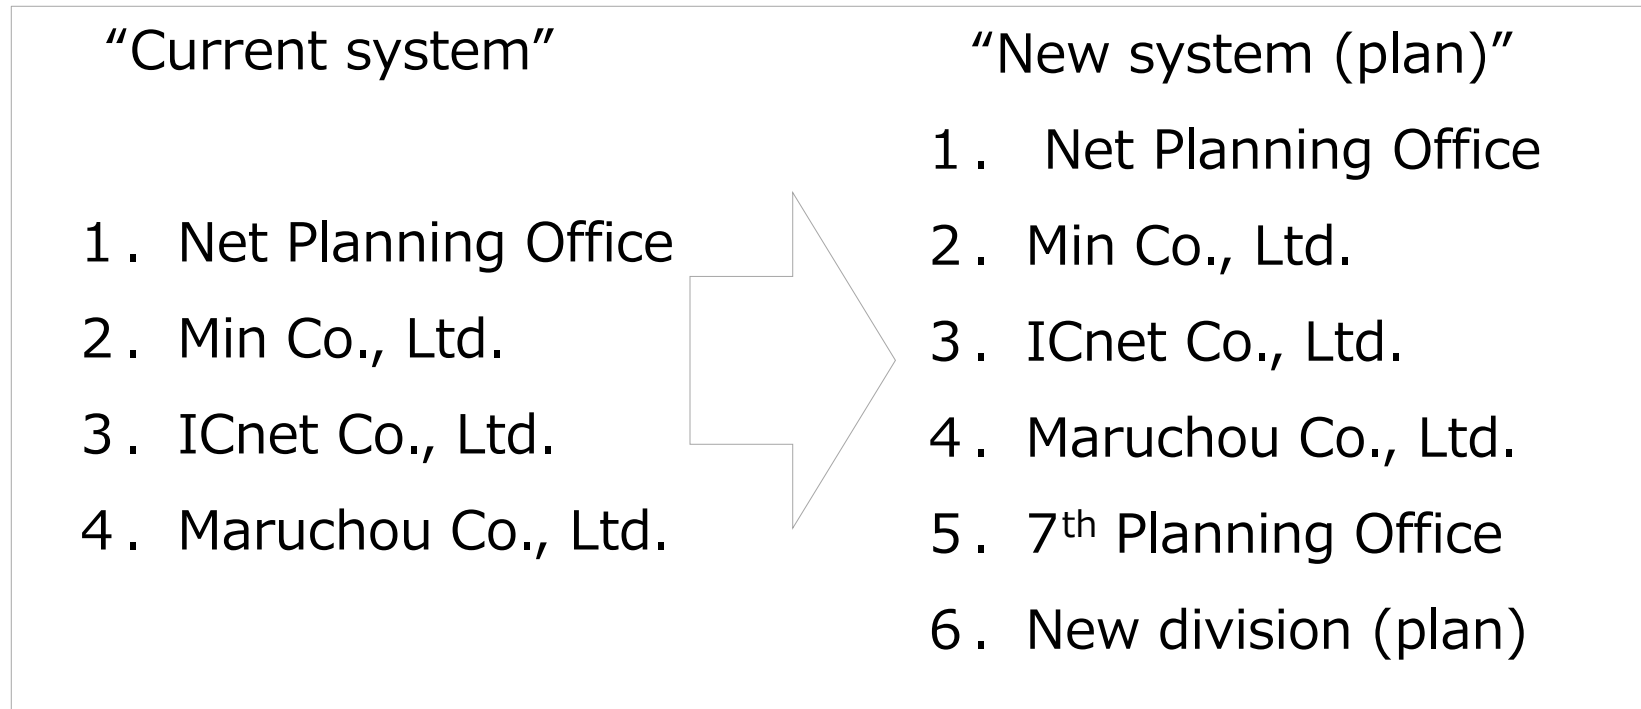 “Current system”
１．Net Planning Office
２．Min Co., Ltd.
３．ICnet Co., Ltd.
４．Maruchou Co., Ltd.
“New system (plan)”
１． Net Planning Office
２．Min Co., Ltd.
３．ICnet Co., Ltd.
４．Maruchou Co., Ltd.
５．7th Planning Office
６．New division (plan)